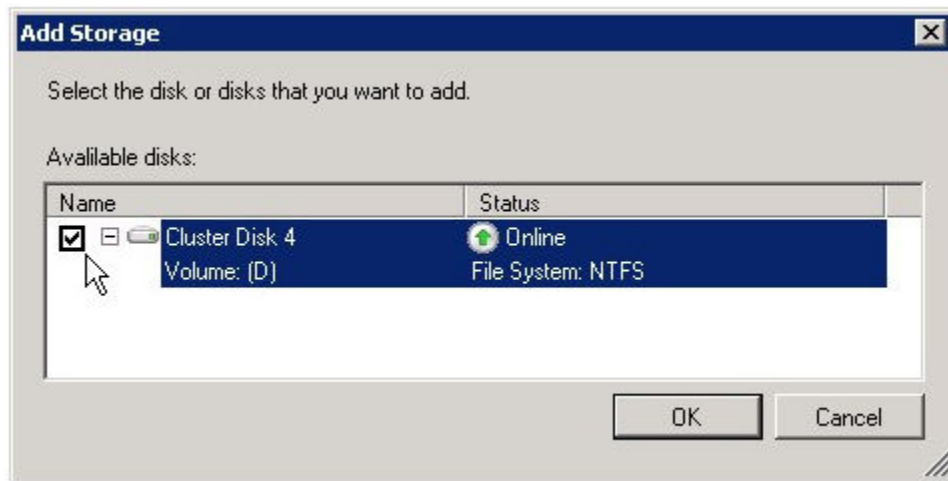 Add Storage
Select the disk or disks that you want to add.
Avalilable disks:
Name Status
Cluster Disk 4 Online
Volume: (D) File System: NTFS
OK Cancel